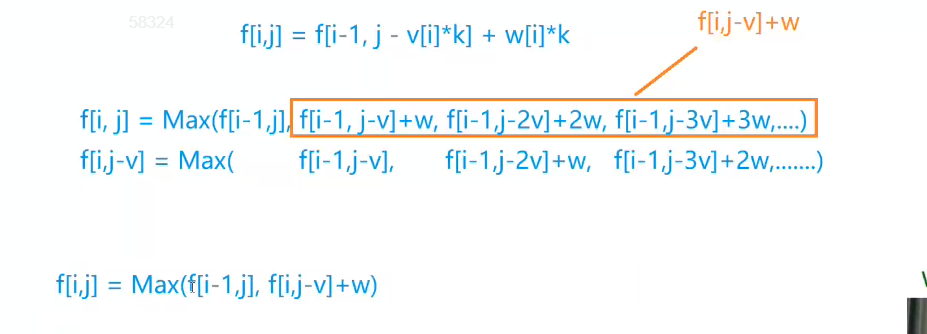 58324
f[i,j] = f[i-1, j - v[i]*k] + w[i]*k
f[i,j-v]+w
f[i, j] = Max(f[i-1,j], f[i-1, j-v]+w, f[i-1,j-2v]+2w, f[i-1,j-3v]+3w,....)
f[i,j-v] = Max( f[i-1,j-v], f[i-1,j-2v]+w, f[i-1,j-3v]+2w,.......)
f[i,j] = Max(f[i-1,j], f[i,j-v]+w)